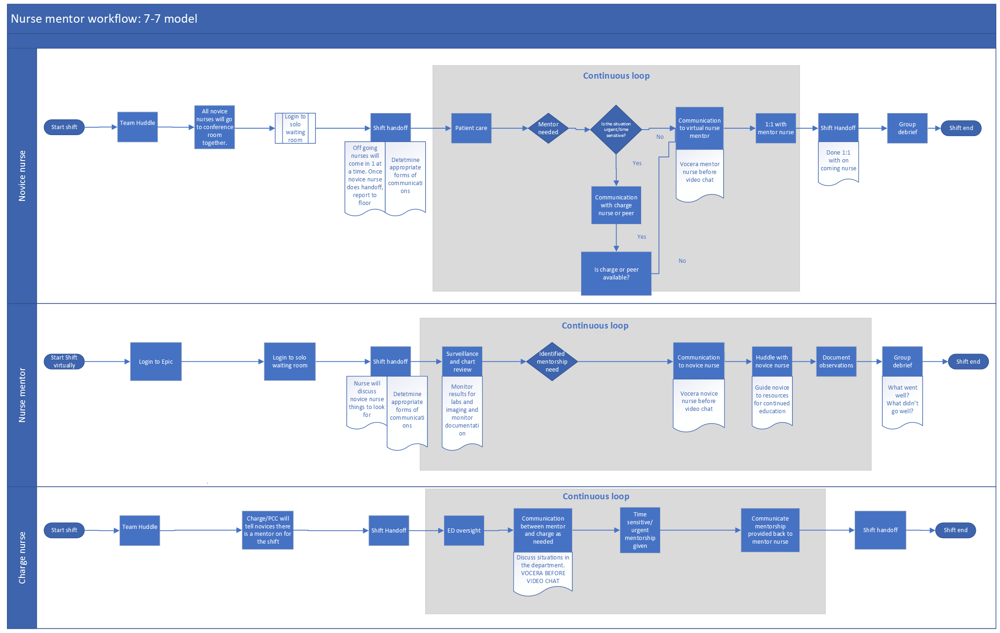 Nurse mentor workflow: 7-7 model
Novice nurse
Continuous loop
Start shift
Team Huddle
All novice
nurses will go
to conference
room
together.
Login to
solo
waiting
room
Shift handoff
Off going
nurses will
come in 1 at
a time. Once
novice nurse
does handoff,
report to
floor
Detetmine
appropriate
forms of
communicati
ons
Patient care
Mentor
needed
Is the situation
urgent/time
sensitive?
No
Yes
Communication
with charge
nurse or peer
Yes
Is charge or peer
available?
No
Communication
to virtual nurse
mentor
Vocera mentor
nurse before
video chat
1:1 with
mentor nurse
Shift Handoff
Done 1:1
with on
coming nurse
Group
debrief
Shift end
Nurse mentor
Continuous loop
Start Shift
virtually
Login to Epic
Login to solo
waiting room
Shift handoff
Nurse will
discuss
novice nurse
things to look
for
Detetmine
appropriate
forms of
communicati
ons
Surveillance
and chart
review
Monitor
results for
labs and
imaging and
monitor
documentati
on
Identified
mentorship
need
Communication
to novice nurse
Vocera novice
nurse before
video chat
Huddle with
novice nurse
Guide novice
to resources
for continued
education
Document
observations
Group
debrief
What went
well?
What didn't
go well?
Shift end
Charge nurse
Continuous loop
Start shift
Team Huddle
Charge/PCC will
tell novices there
is a mentor on for
the shift
Shift Handoff
ED oversight
Communication
between mentor
and charge as
needed
Discuss situations in
the department.
VOCERA BEFORE
VIDEO CHAT
Time
sensitive/
urgent
mentorship
given
Communicate
mentorship
provided back to
mentor nurse
Shift handoff
Shift end